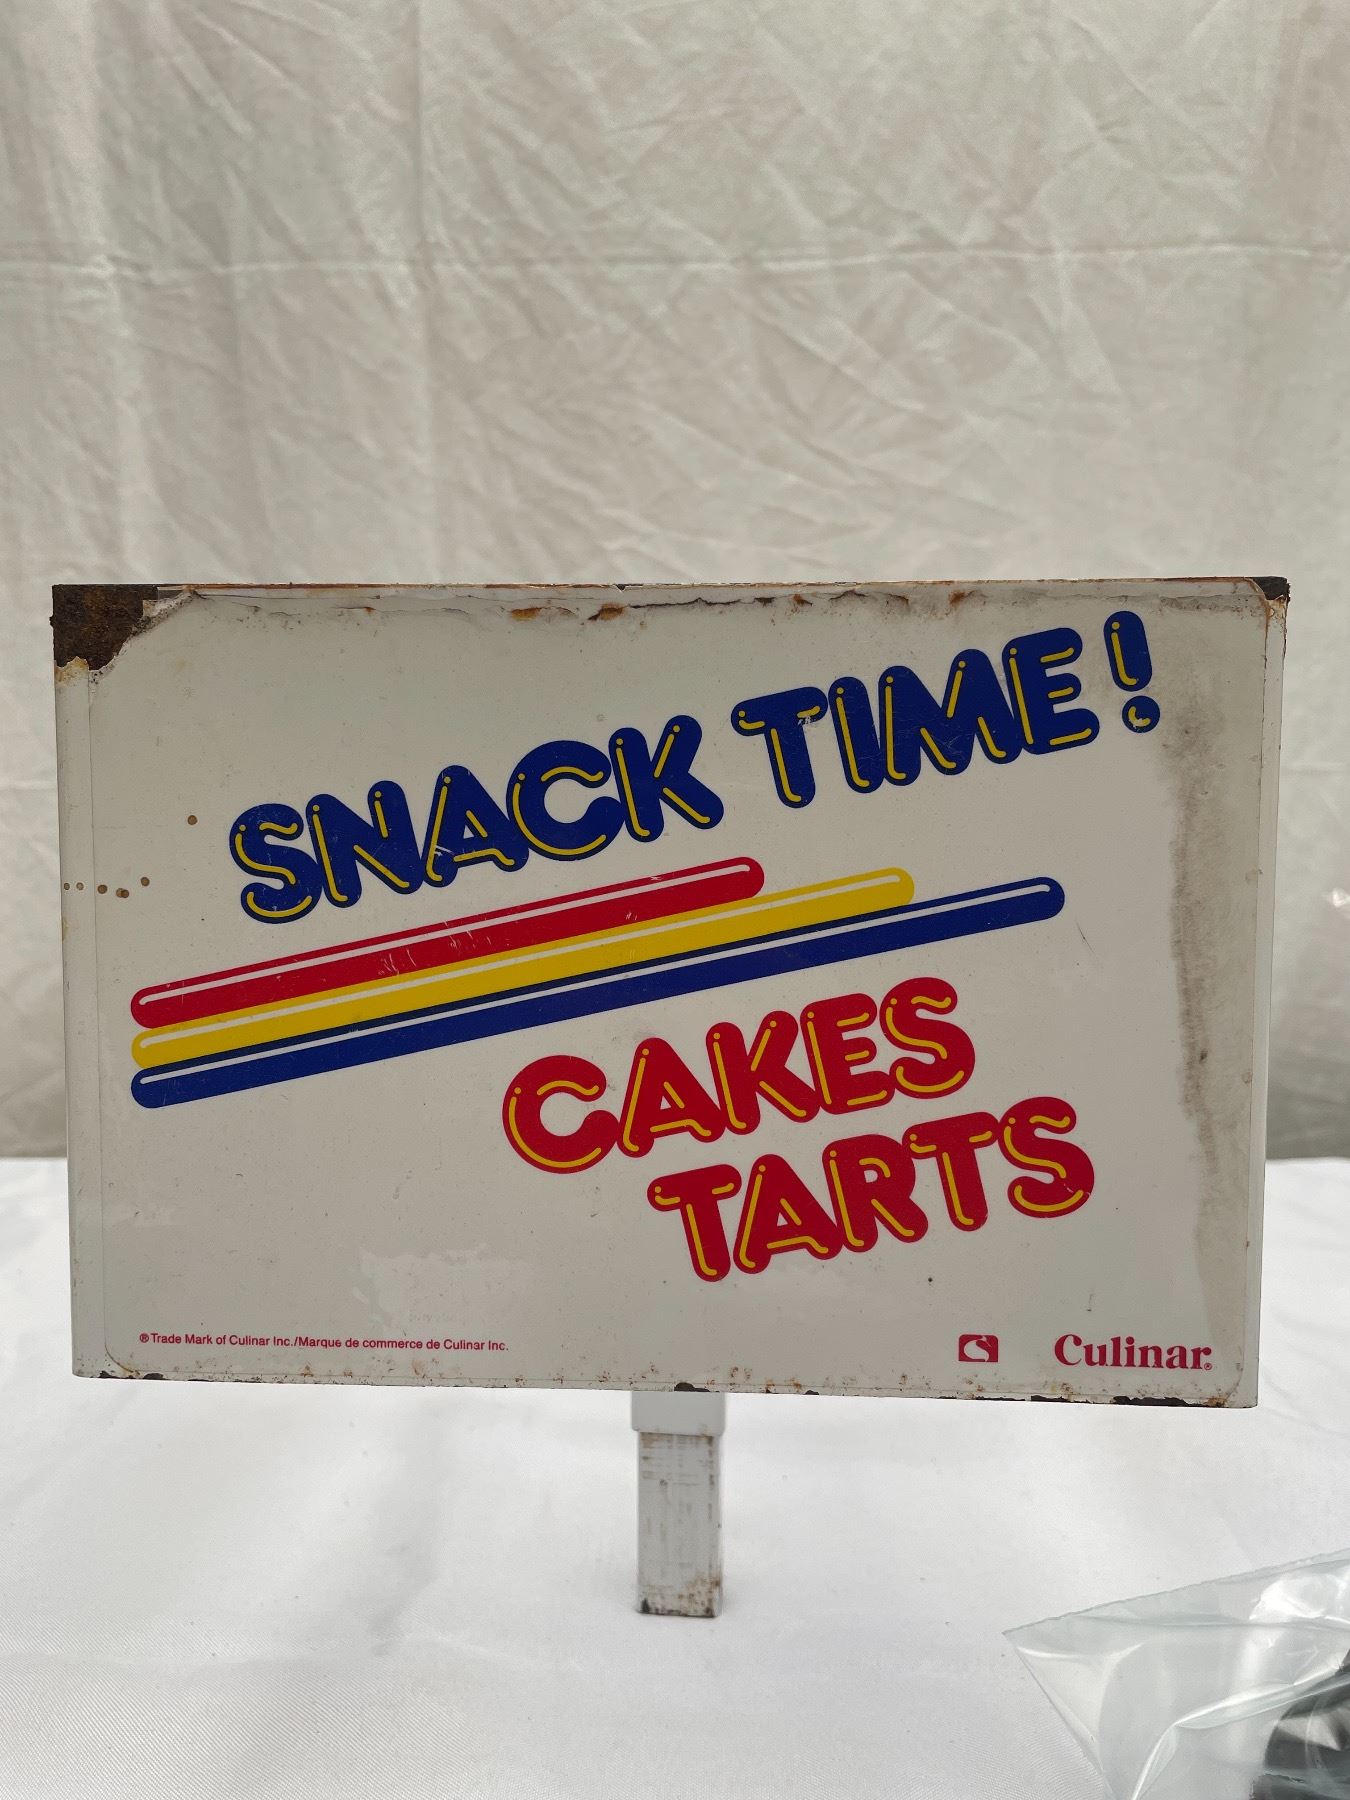 SNACK TIME!
CAKES
TARTS
® Trade Mark of Culinar Inc./Marque de commerce de Culinar Inc.
Culinar®